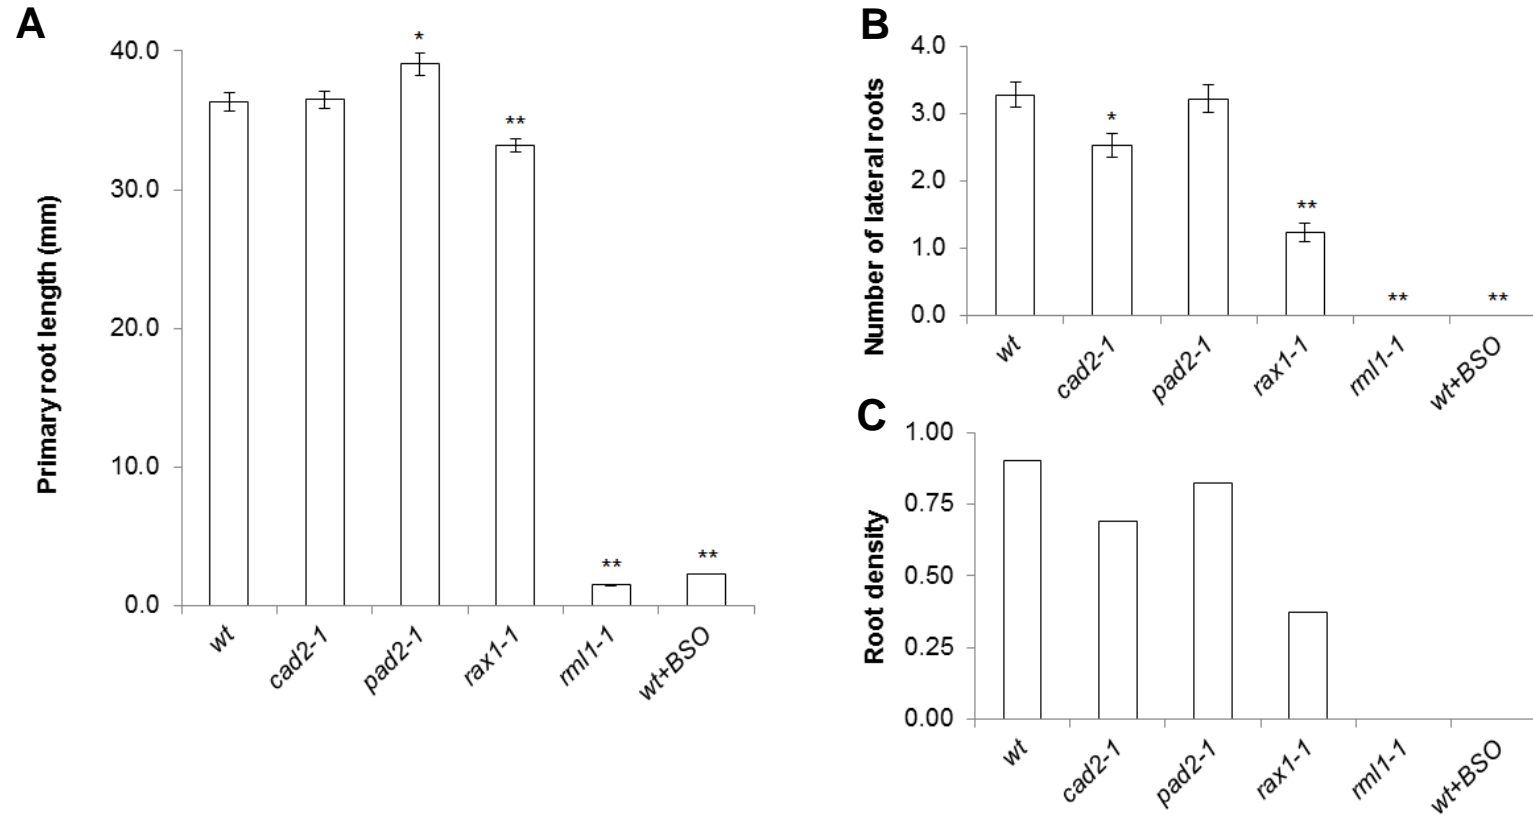 A
Primary root length (mm)
40.0
30.0
20.0
10.0
0.0
*
**
**
**
wt
cad2-1
pad2-1
rax1-1
rml1-1
wt+BSO
B
Number of lateral roots
4.0
3.0
2.0
1.0
0.0
*
**
**
**
wt
cad2-1
pad2-1
rax1-1
rml1-1
wt+BSO
C
Root density
1.00
0.75
0.50
0.25
0.00
wt
cad2-1
pad2-1
rax1-1
rml1-1
wt+BSO